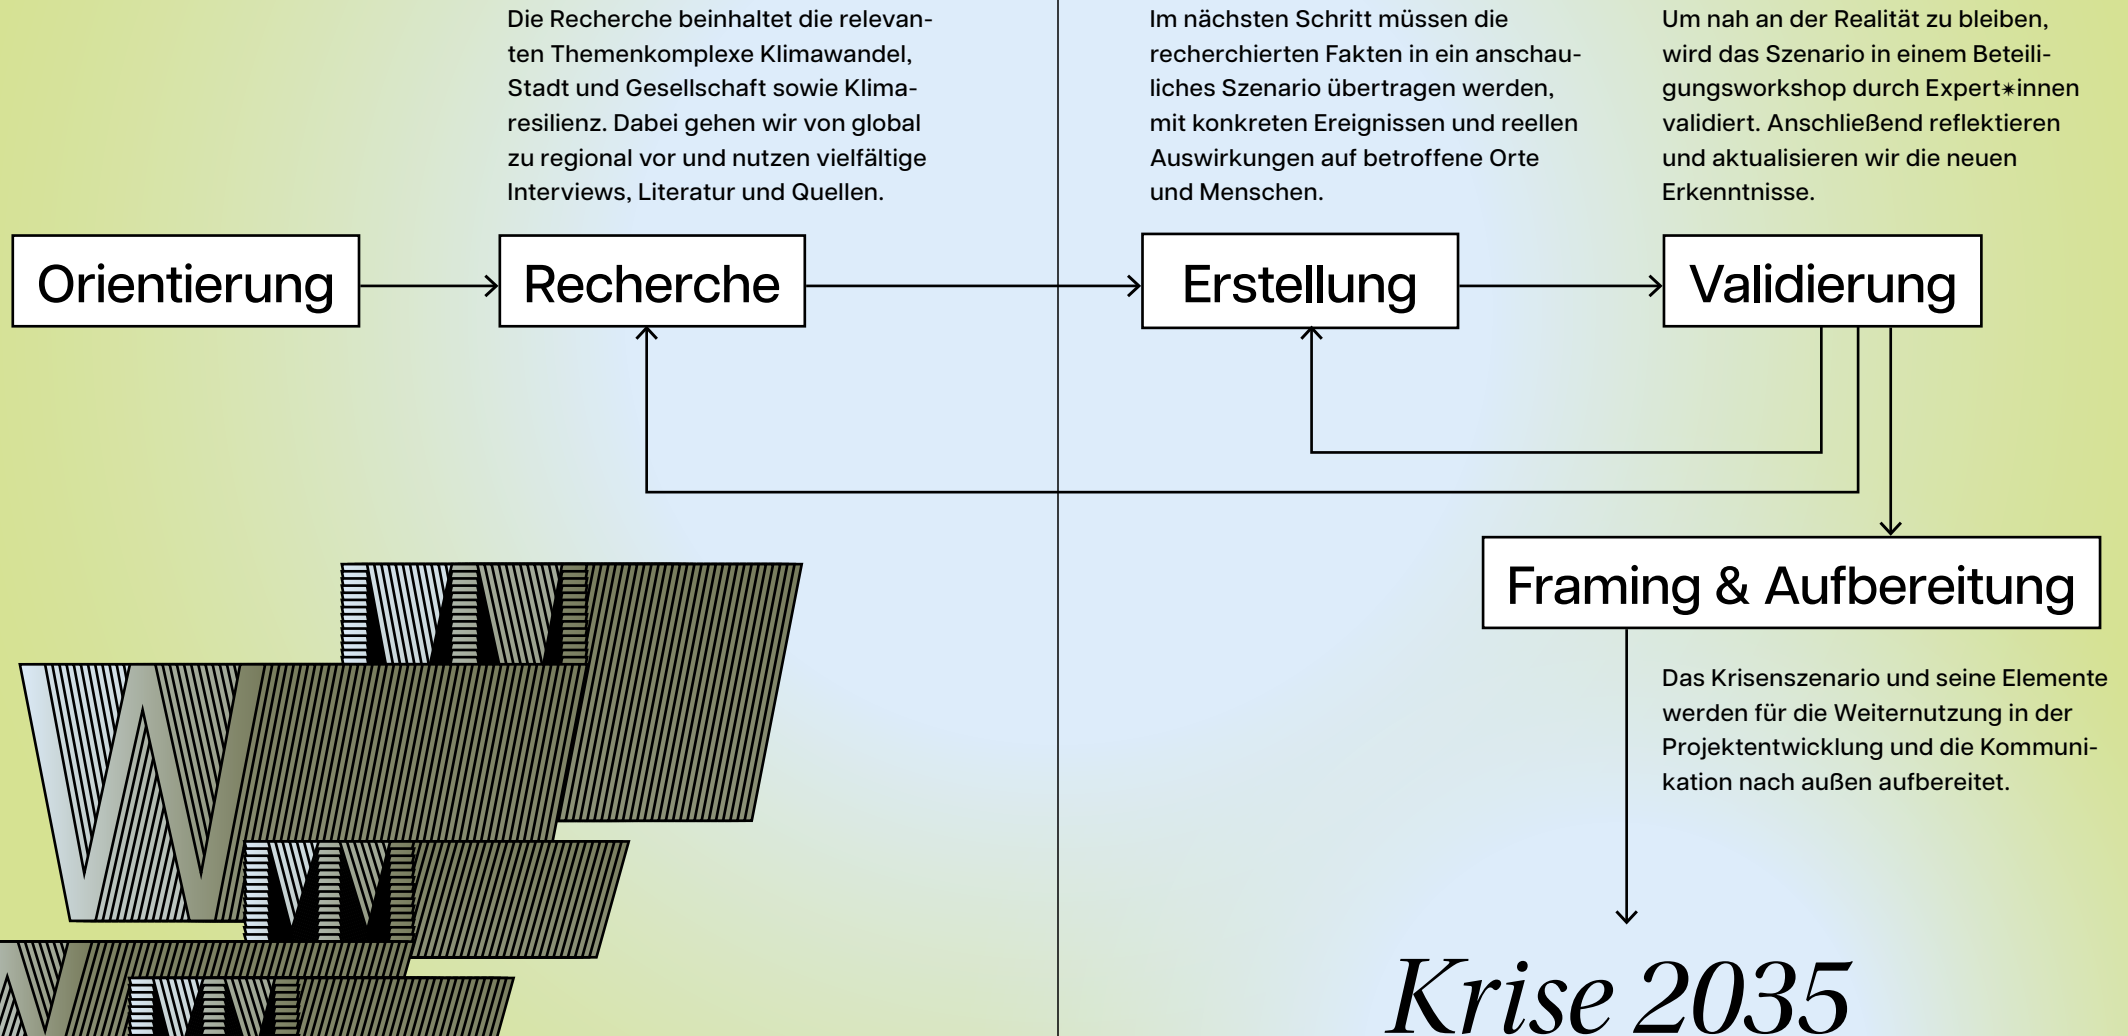 Die Recherche beinhaltet die relevan-
ten Themenkomplexe Klimawandel,
Stadt und Gesellschaft sowie Klima-
resilienz. Dabei gehen wir von global
zu regional vor und nutzen vielfältige
Interviews, Literatur und Quellen.
Im nächsten Schritt müssen die
recherchierten Fakten in ein anschau-
liches Szenario übertragen werden,
mit konkreten Ereignissen und reellen
Auswirkungen auf betroffene Orte
und Menschen.
Um nah an der Realität zu bleiben,
wird das Szenario in einem Beteili-
gungsworkshop durch Expert✴innen
validiert. Anschließend reflektieren
und aktualisieren wir die neuen
Erkenntnisse.
Orientierung
Recherche
Erstellung
Validierung
Framing & Aufbereitung
Das Krisenszenario und seine Elemente
werden für die Weiternutzung in der
Projektentwicklung und die Kommuni-
kation nach außen aufbereitet.
W
W
W
W
W
Krise 2035